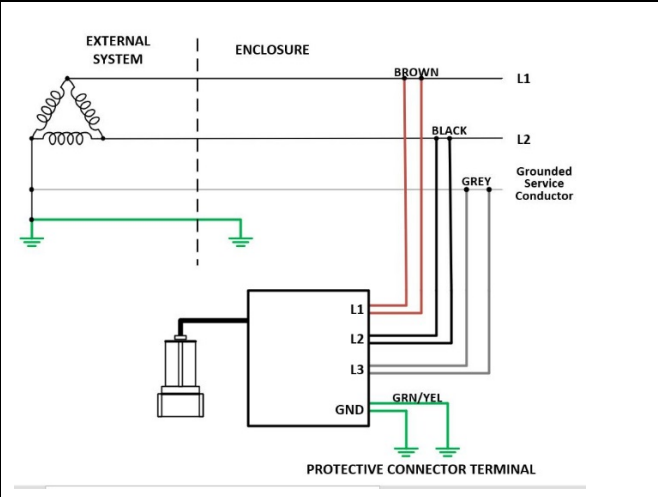 EXTERNAL
SYSTEM
ENCLOSURE
BROWN
L1
BLACK
L2
GREY
Grounded
Service
Conductor
L1
L2
L3
GRN/YEL
GND
PROTECTIVE CONNECTOR TERMINAL